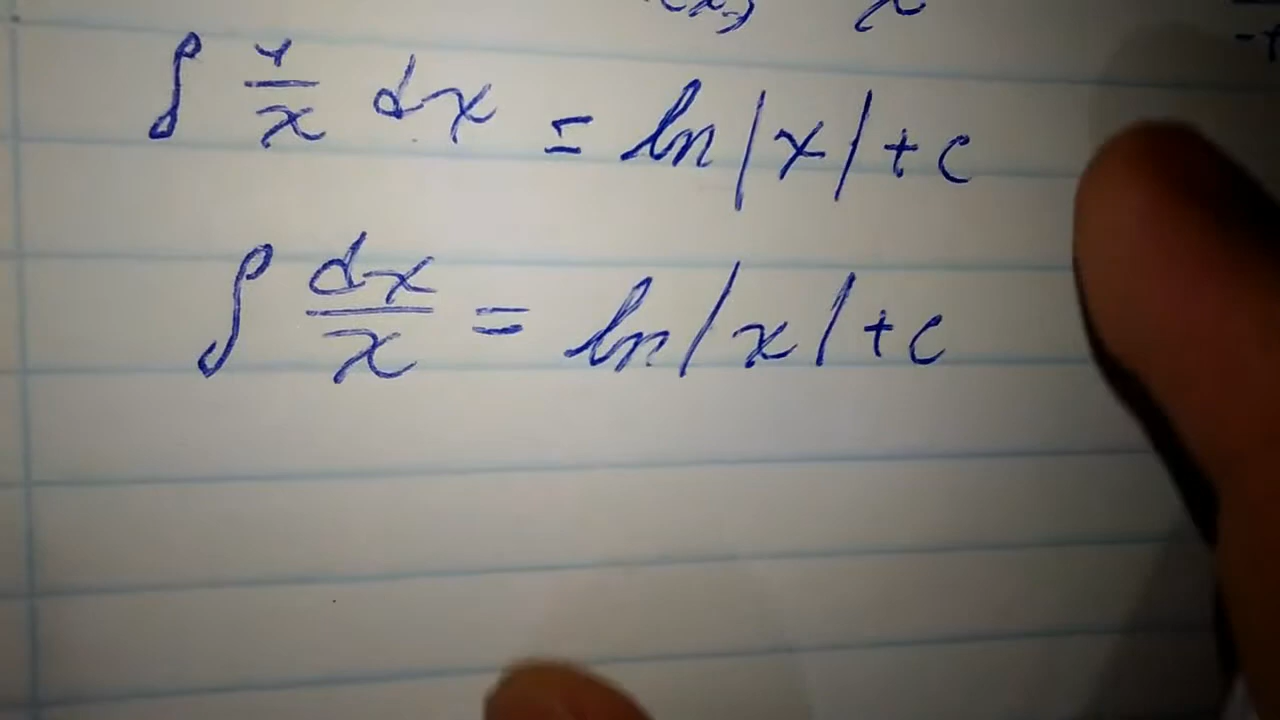 ∫ 1/x dx = ln|x|+c
∫ dx/x = ln|x|+c